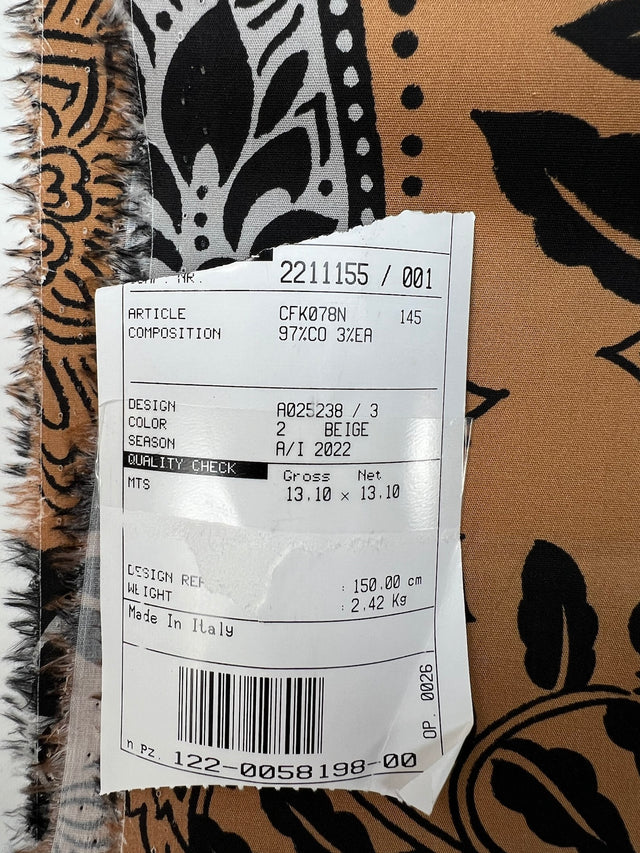 2211155 / 001
ARTICLE CFK078N 145
COMPOSITION 97%CO 3%EA
DESIGN A025238 / 3
COLOR 2 BEIGE
SEASON A/I 2022
QUALITY CHECK
Gross Net
MTS 13.10 × 13.10
DESIGN REP : 150.00 cm
WEIGHT : 2.42 Kg
Made In Italy
OP. 0026
n Pz. 122-0058198-00